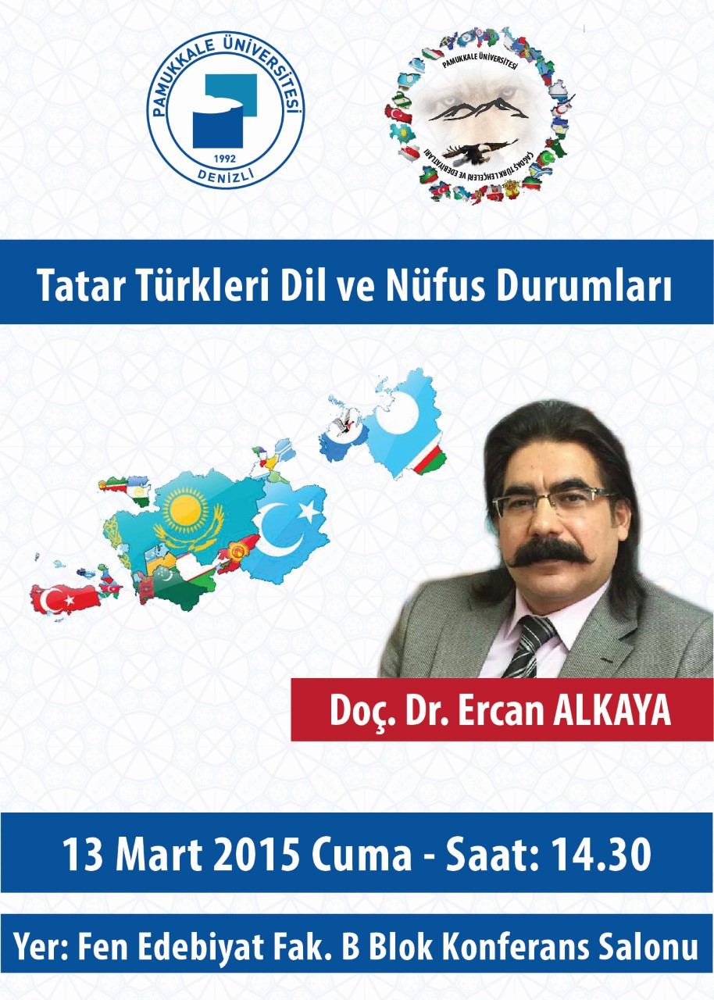 PAMUKKALE ÜNİVERSİTESİ
1992
DENİZLİ
PAMUKKALE ÜNİVERSİTESİ
ÇAĞDAŞ TÜRK LEHÇELERİ VE EDEBİYATLARI
Tatar Türkleri Dil ve Nüfus Durumları
Doç. Dr. Ercan ALKAYA
13 Mart 2015 Cuma - Saat: 14.30
Yer: Fen Edebiyat Fak. B Blok Konferans Salonu